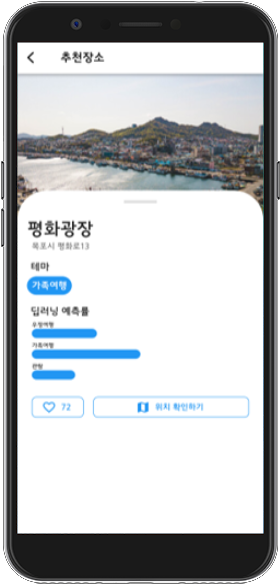 추천장소
평화광장
목포시 평화로13
테마
가족여행
딥러닝 예측률
우정여행
가족여행
힐링
72
위치 확인하기